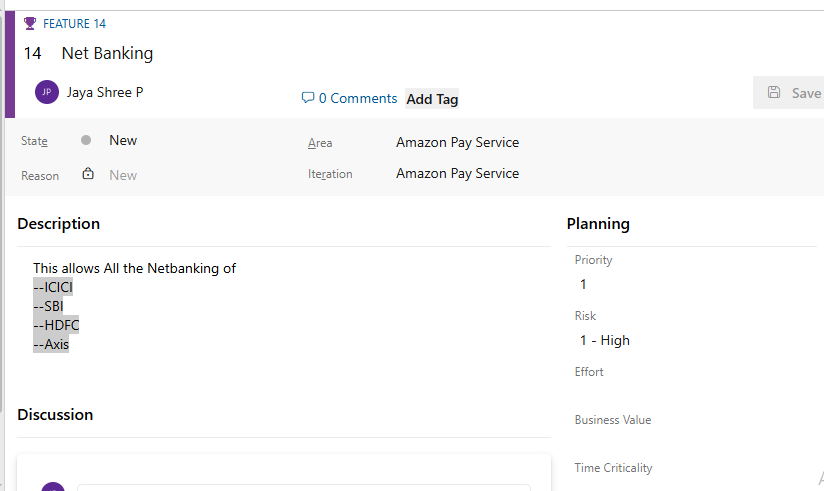 FEATURE 14
14 Net Banking
JP Jaya Shree P
0 Comments Add Tag
Save
State New
Area Amazon Pay Service
Reason New
Iteration Amazon Pay Service
Description
This allows All the Netbanking of
--ICICI
--SBI
--HDFC
--Axis
Discussion
Planning
Priority
1
Risk
1 - High
Effort
Business Value
Time Criticality